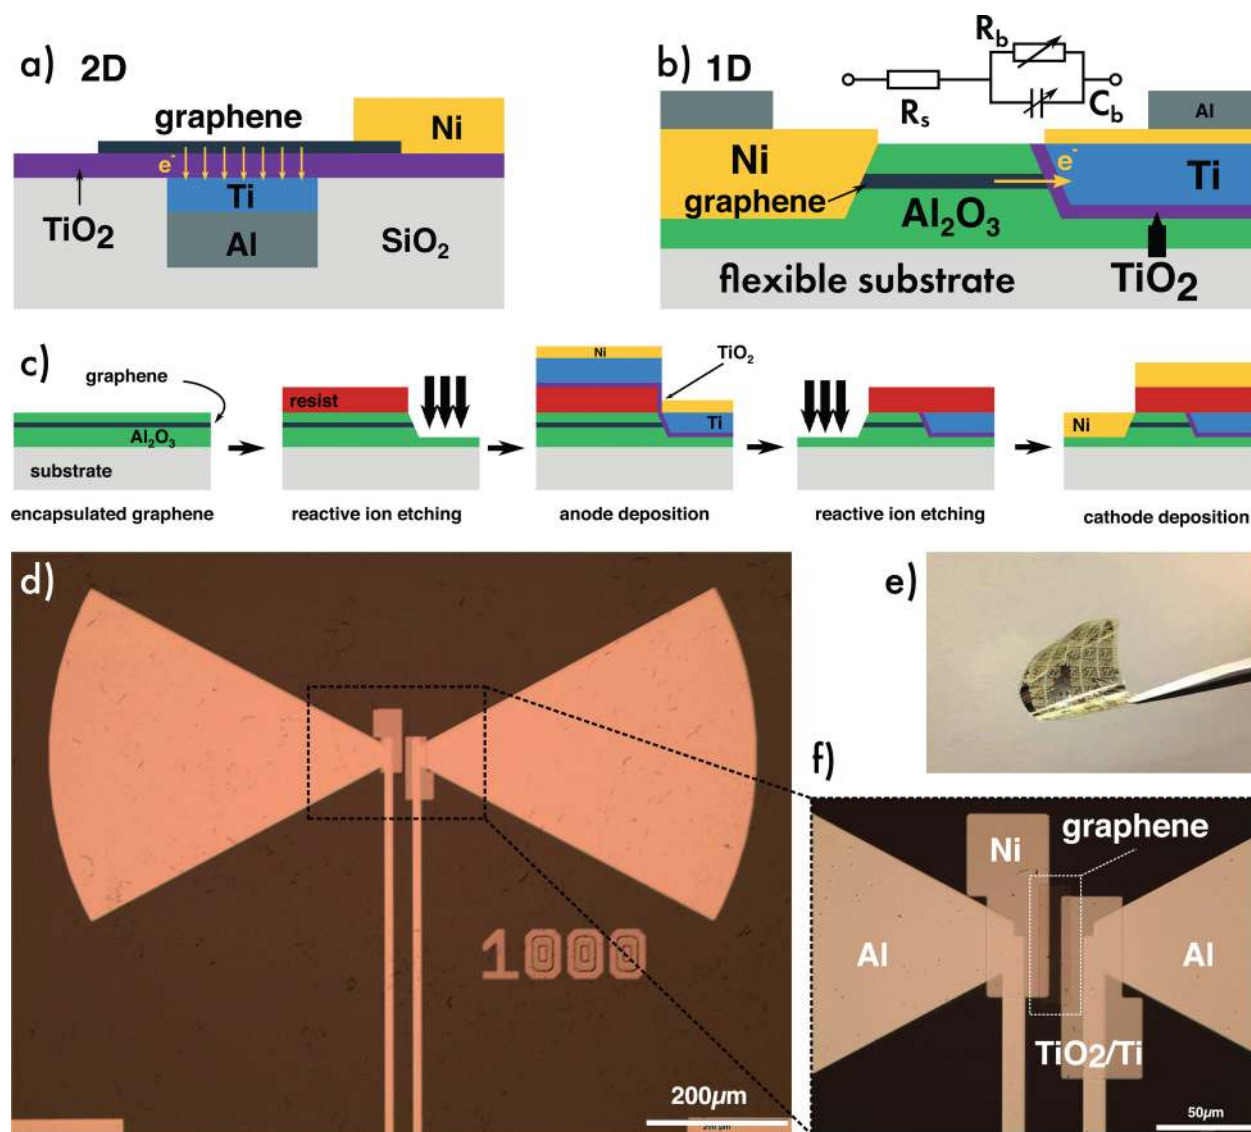 a) 2D
graphene
Ni
e-
Ti
TiO2
Al
SiO2
b) 1D
Rb
Rs
Cb
Al
Ni
e-
Ti
graphene
Al2O3
flexible substrate
TiO2
c)
graphene
Al2O3
substrate
resist
Ni
TiO2
Ti
Ni
encapsulated graphene
reactive ion etching
anode deposition
reactive ion etching
cathode deposition
d)
1000
200μm
e)
f)
graphene
Ni
Al
Al
TiO2/Ti
50μm